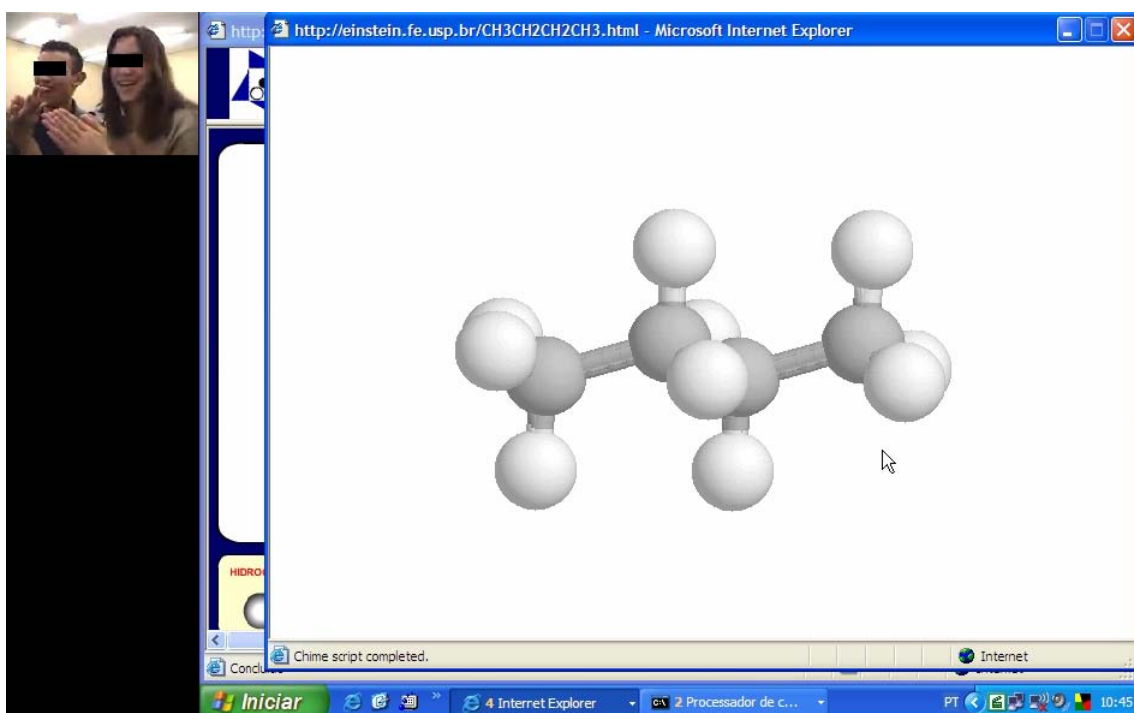 http:
http://einstein.fe.usp.br/CH3CH2CH2CH3.html - Microsoft Internet Explorer
HIDRO
Chime script completed.
Internet
Iniciar
4 Internet Explorer
2 Processador de c...
PT
10:45